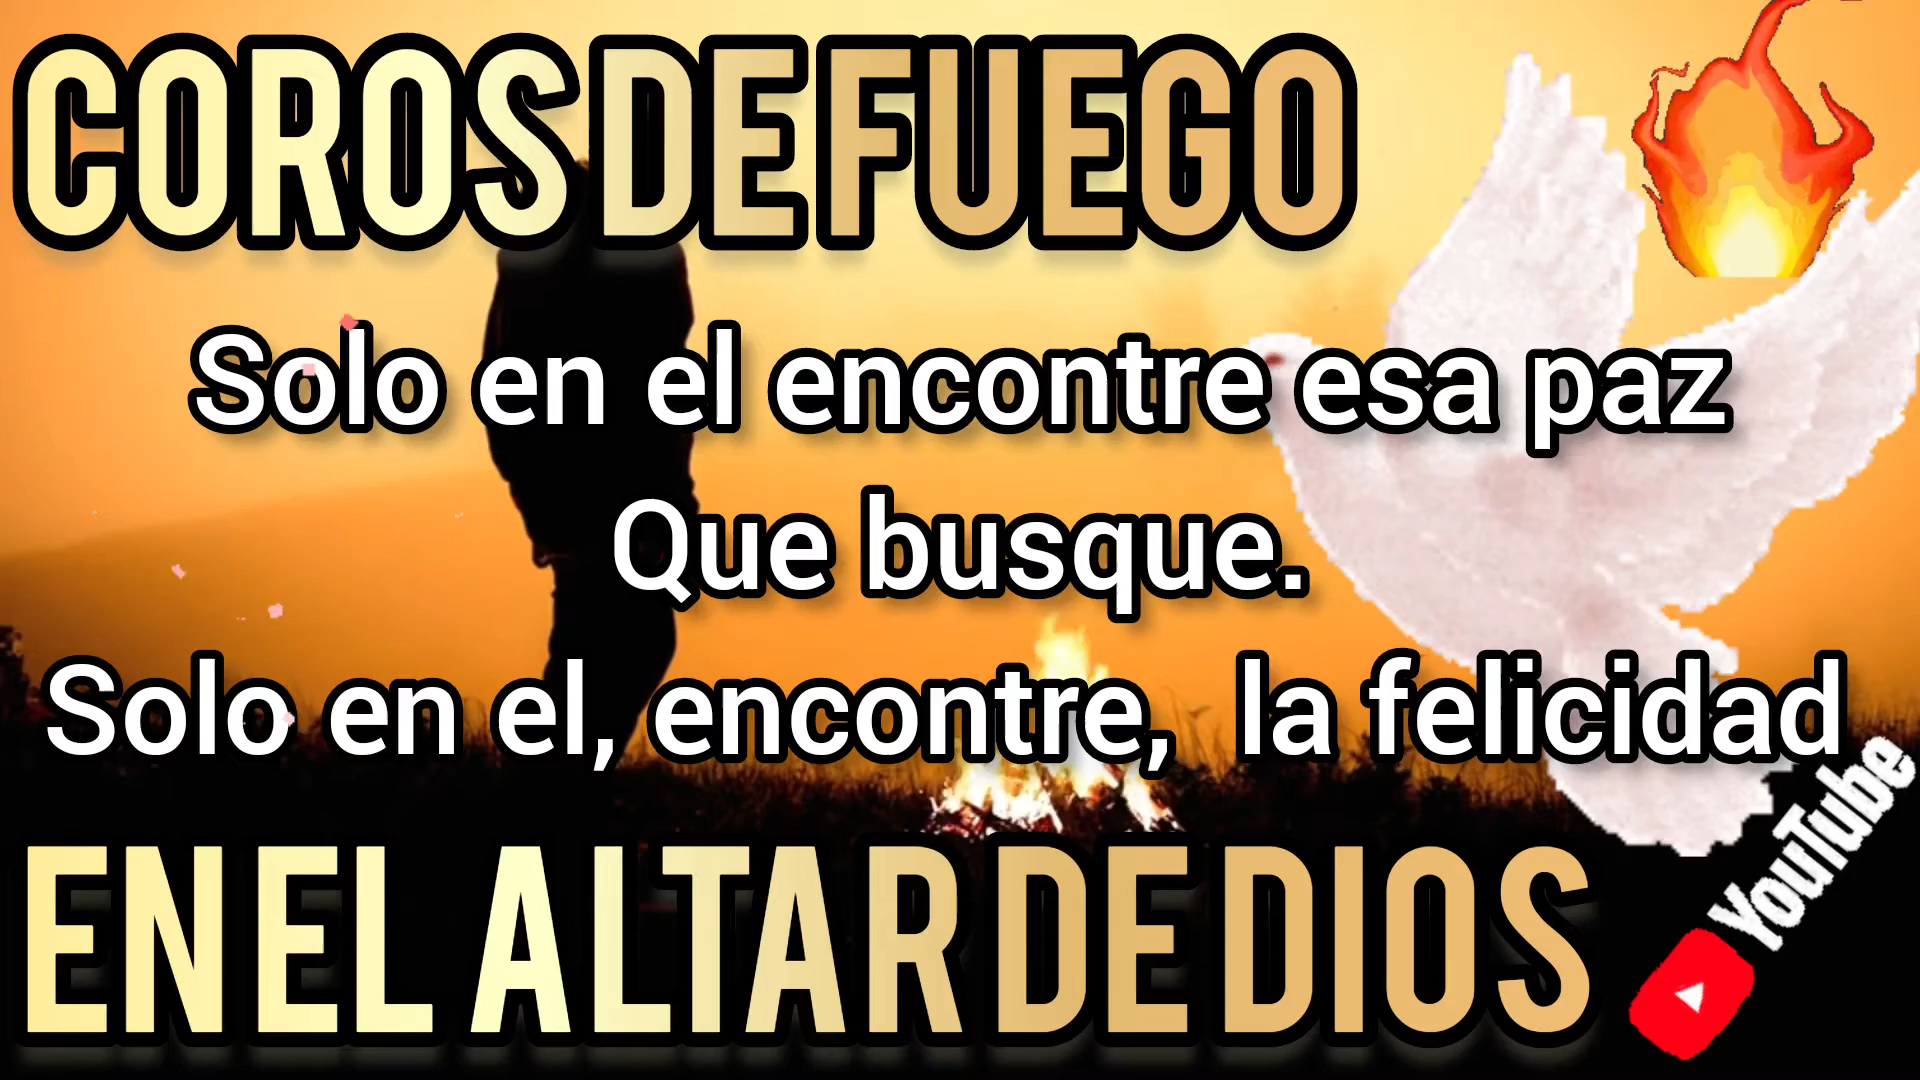 COROS DE FUEGO
Solo en el encontre esa paz
Que busque.
Solo en el, encontre,  la felicidad
EN EL ALTAR DE DIOS
YouTube